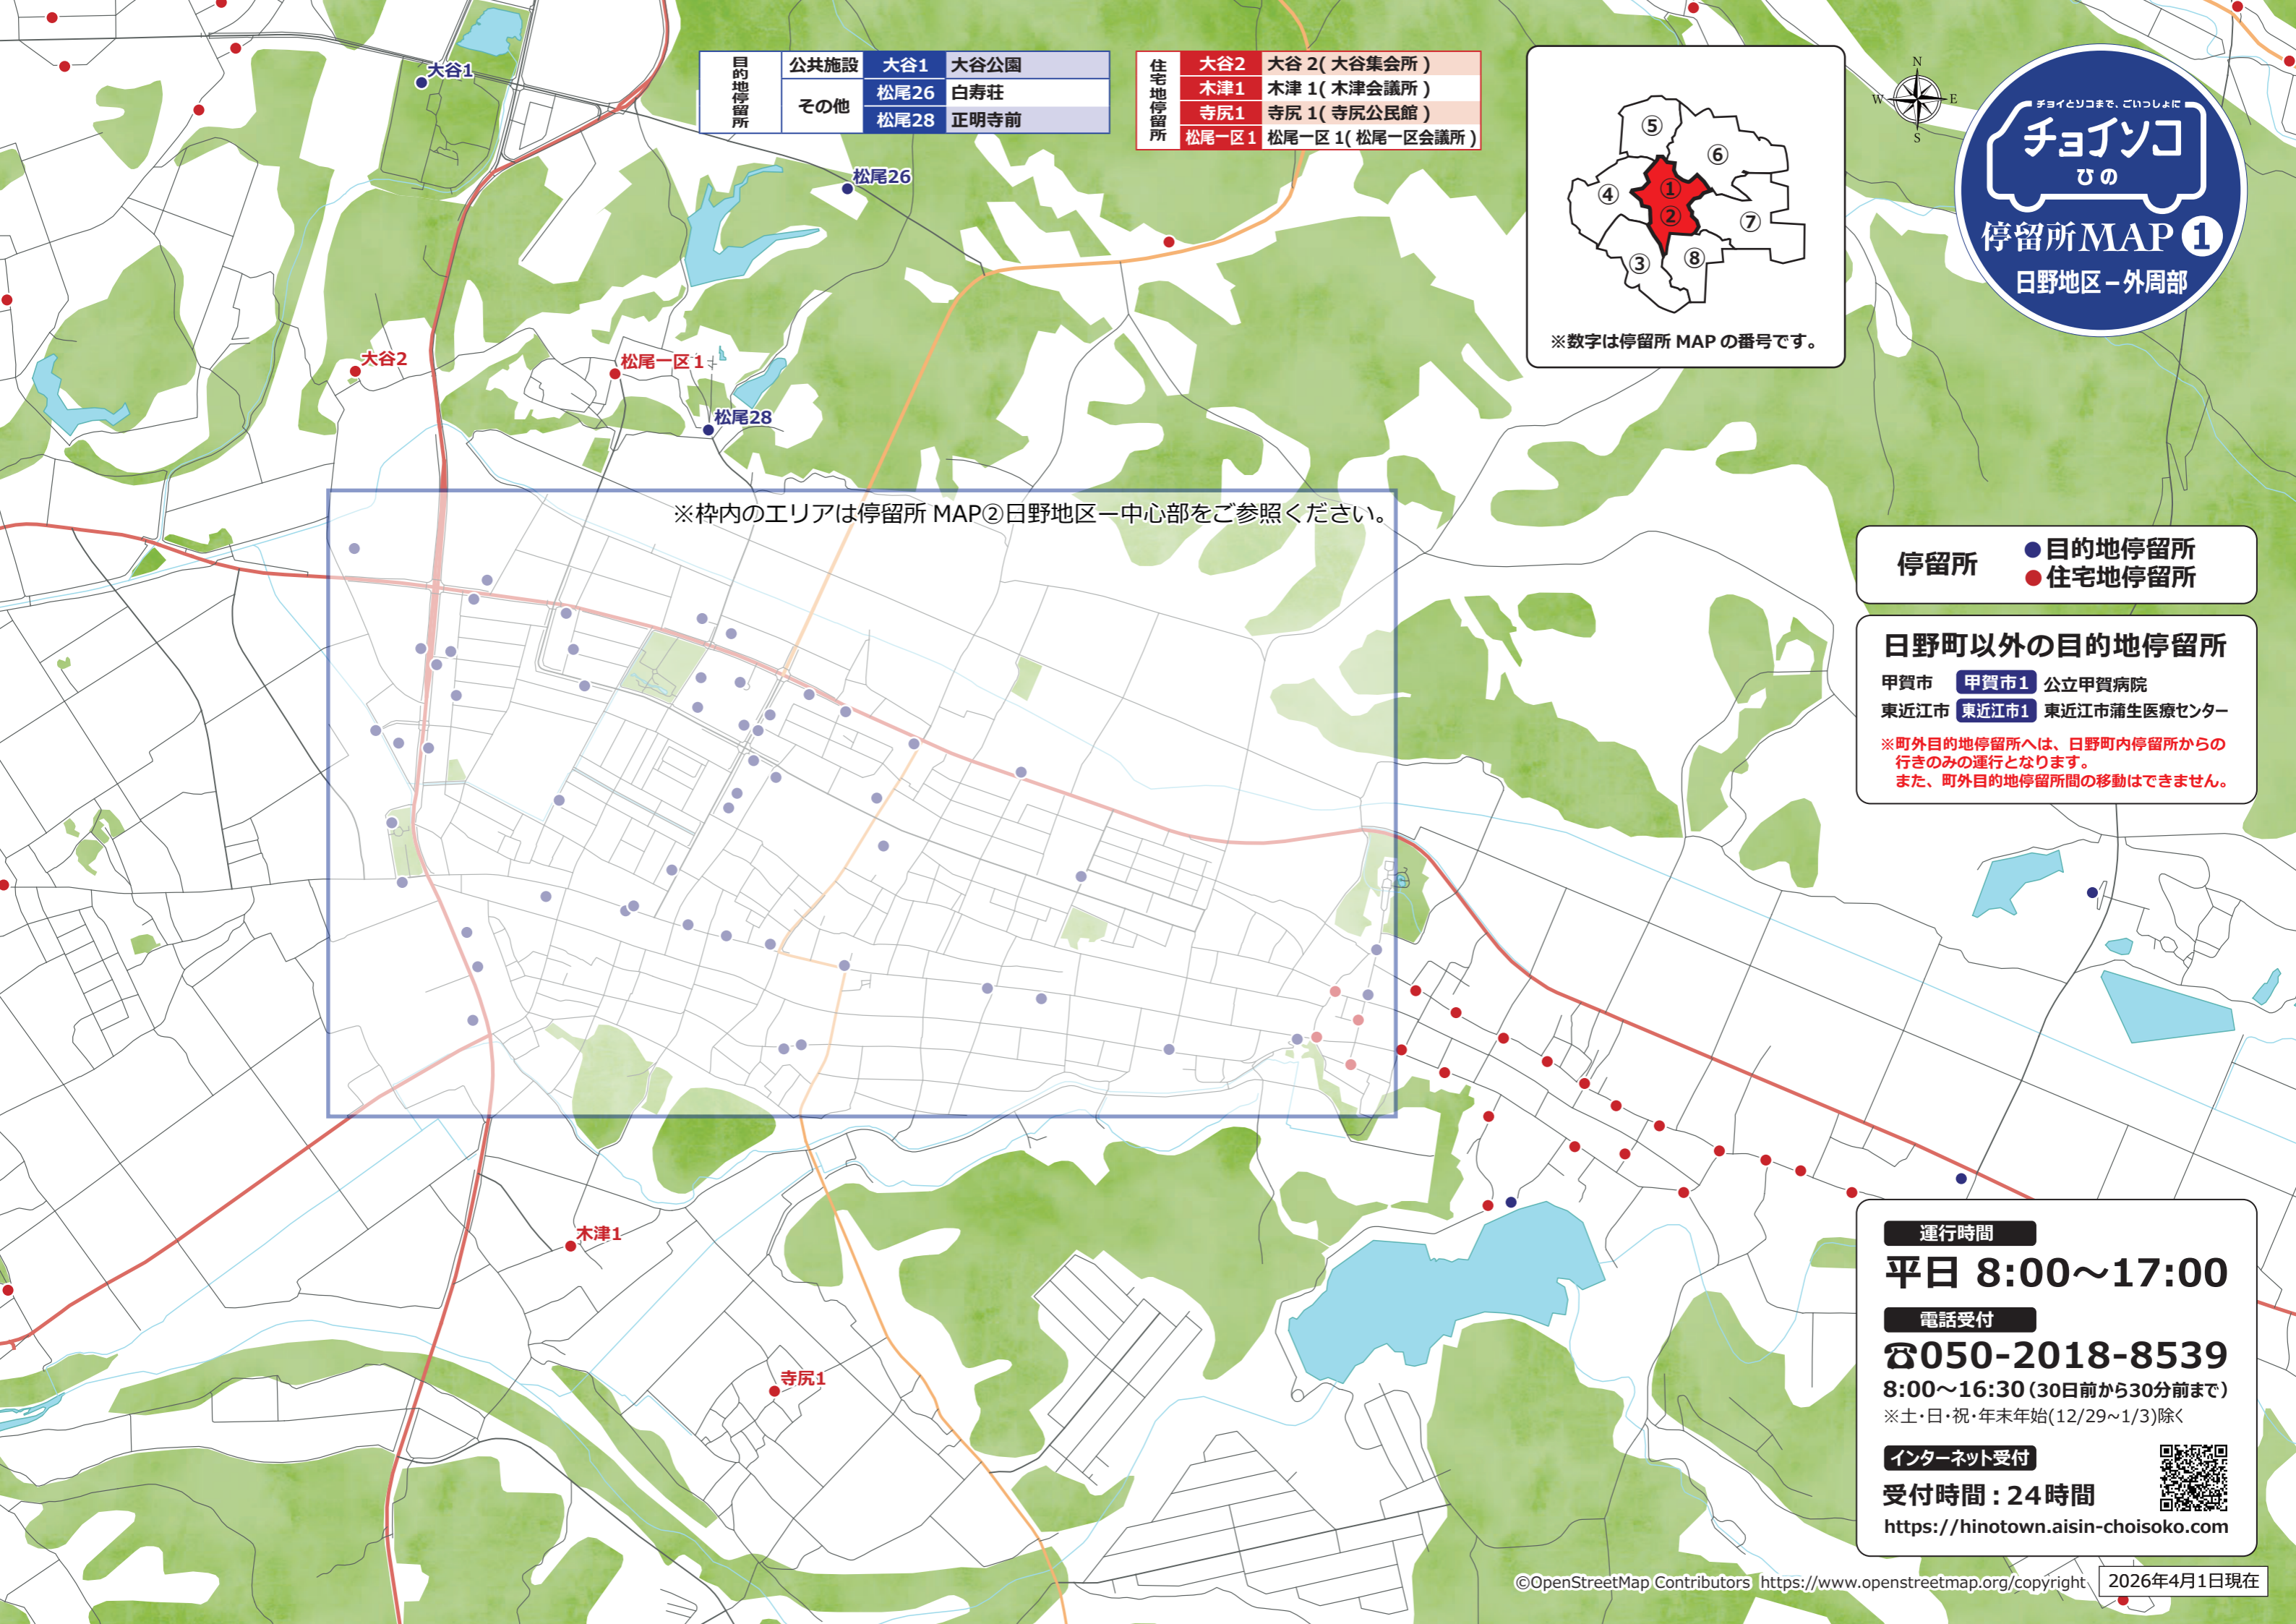 目的地停留所
公共施設 大谷1 大谷公園
その他 松尾26 白寿荘
松尾28 正明寺前
住宅地停留所
大谷2 大谷 2( 大谷集会所 )
木津1 木津 1( 木津会議所 )
寺尻1 寺尻 1( 寺尻公民館 )
松尾一区 1 松尾一区 1( 松尾一区会議所 )
⑤
⑥
④
①
②
⑦
③
⑧
※数字は停留所 MAP の番号です。
N
W E
S
チョイとソコまで、ごいっしょに
チョイソコ
ひの
停留所MAP 1
日野地区−外周部
大谷1
松尾26
大谷2
松尾一区 1
松尾28
※枠内のエリアは停留所 MAP②日野地区ー中心部をご参照ください。
停留所
●目的地停留所
●住宅地停留所
日野町以外の目的地停留所
甲賀市 甲賀市1 公立甲賀病院
東近江市 東近江市1 東近江市蒲生医療センター
※町外目的地停留所へは、日野町内停留所からの
行きのみの運行となります。
また、町外目的地停留所間の移動はできません。
木津1
寺尻1
運行時間
平日 8:00〜17:00
電話受付
☎050-2018-8539
8:00〜16:30（30日前から30分前まで）
※土・日・祝・年末年始(12/29~1/3)除く
インターネット受付
受付時間：24時間
https://hinotown.aisin-choisoko.com
©OpenStreetMap Contributors https://www.openstreetmap.org/copyright
2026年4月1日現在